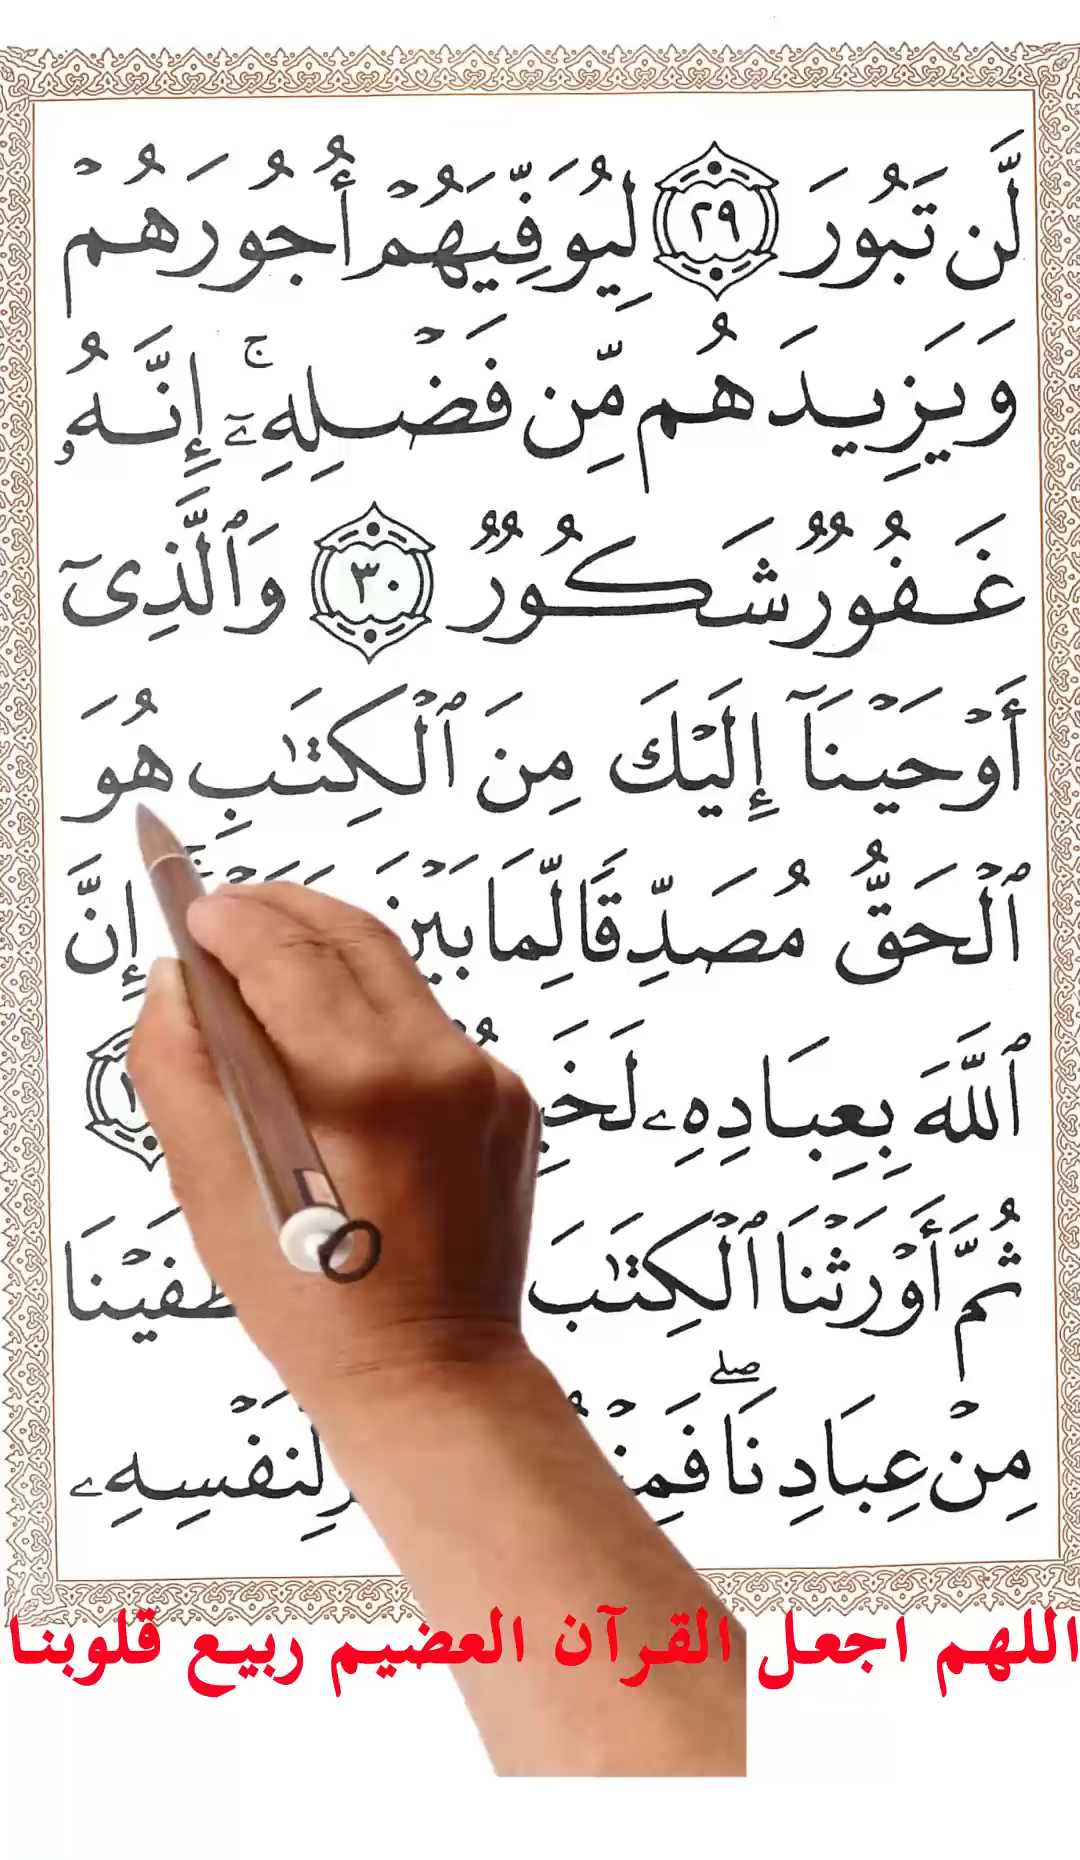 لَّن تَبُورَ ٢٩ لِيُوَفِّيَهُمْ أُجُورَهُمْ
وَيَزِيدَهُم مِّن فَضْلِهِۦٓ ۚ إِنَّهُۥ
غَفُورٌ شَكُورٌ ٣٠ وَٱلَّذِىٓ
أَوْحَيْنَآ إِلَيْكَ مِنَ ٱلْكِتَـٰبِ هُوَ
ٱلْحَقُّ مُصَدِّقًا لِّمَا بَيْنَ إِنَّ
ٱللَّهَ بِعِبَادِهِۦ
ثُمَّ أَوْرَثْنَا ٱلْكِتَـٰبَ
مِنْ عِبَادِنَا ۖ لِّنَفْسِهِۦ
اللهم اجعل القرآن العضيم ربيع قلوبنا